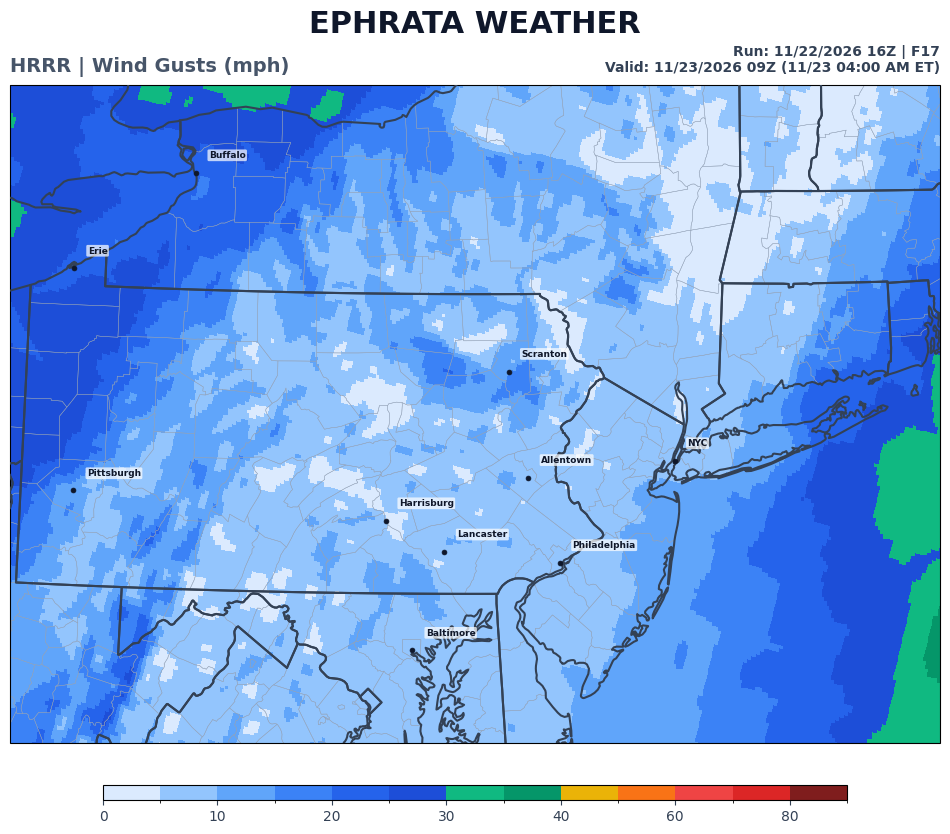 EPHRATA WEATHER
HRRR | Wind Gusts (mph)
Run: 11/22/2026 16Z | F17
Valid: 11/23/2026 09Z (11/23 04:00 AM ET)
Buffalo
Erie
Scranton
NYC
Allentown
Pittsburgh
Harrisburg
Lancaster
Philadelphia
Baltimore
0 10 20 30 40 50 60 70 80